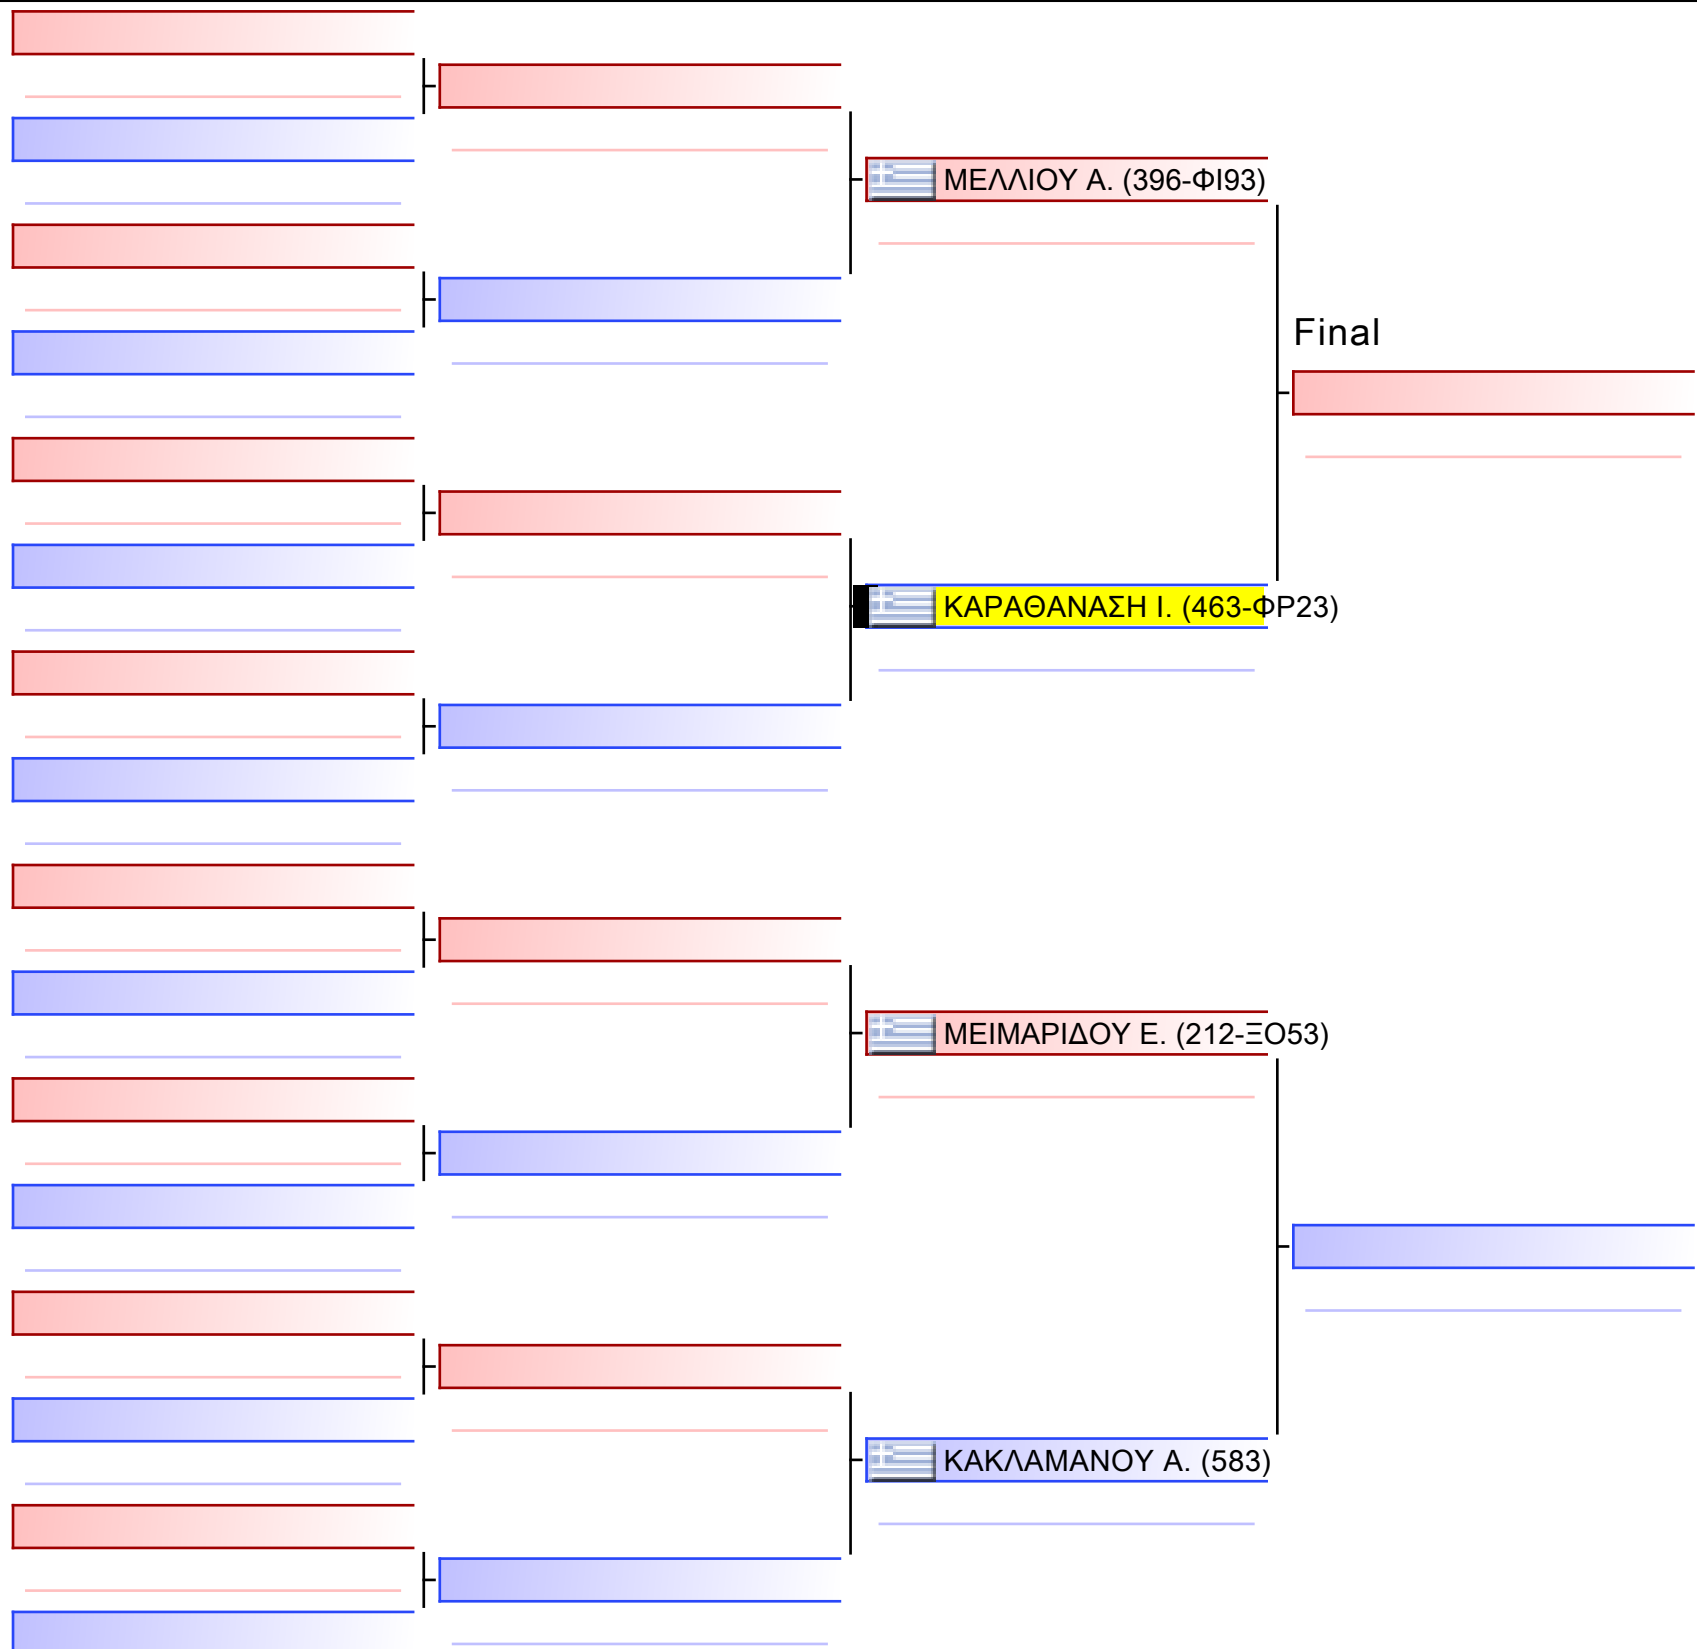 ΜΕΛΛΙΟΥ Α. (396-ΦΙ93)
Final
ΚΑΡΑΘΑΝΑΣΗ Ι. (463-ΦΡ23)
ΜΕΙΜΑΡΙΔΟΥ Ε. (212-ΞΟ53)
ΚΑΚΛΑΜΑΝΟΥ Α. (583)